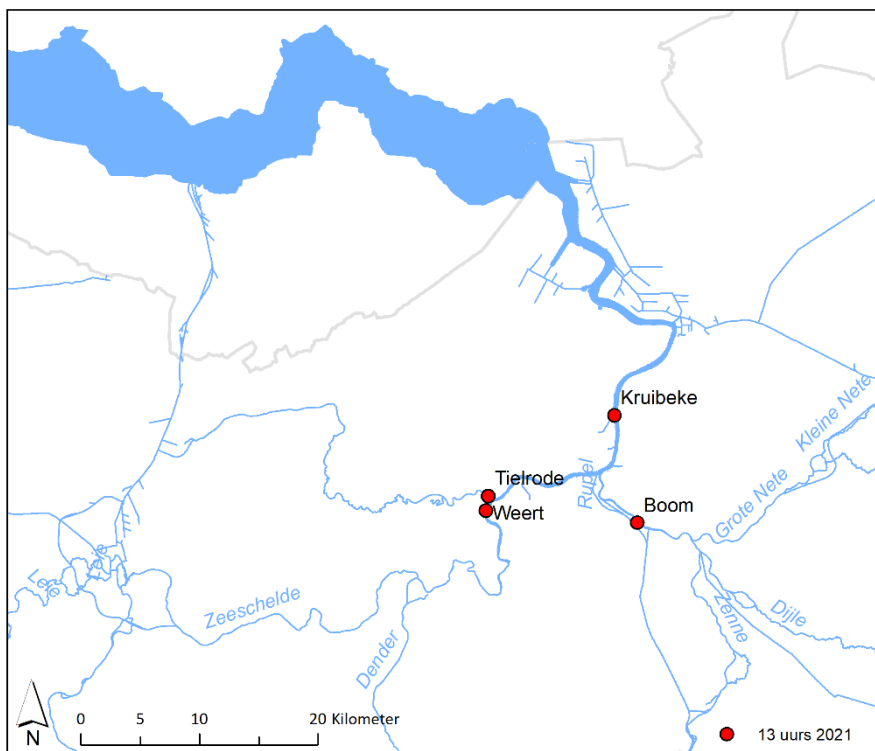 Kruibeke
Kleine Nete
Tielrode
Rupel
Weert
Boom
Grote Nete
Leie
Leie
Zeeschelde
Zenne
Dijle
Dender
N
0 5 10 20 Kilometer
13 uurs 2021